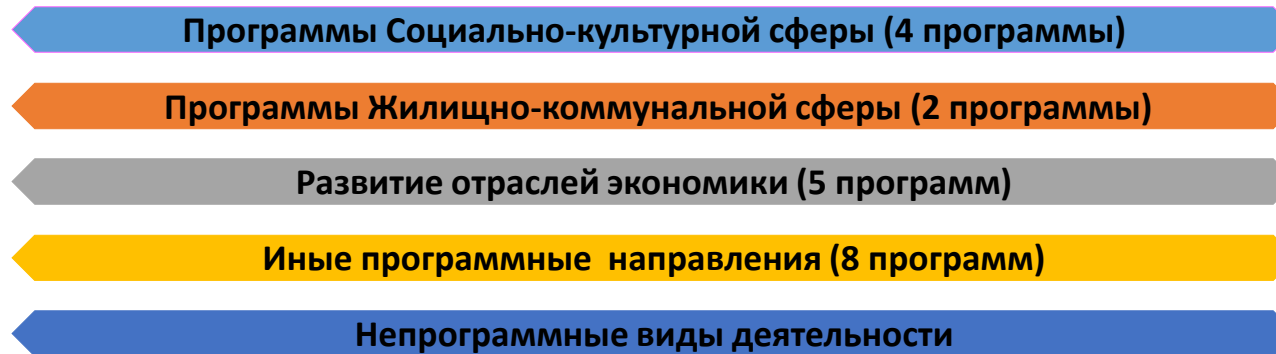 Программы Социально-культурной сферы (4 программы)
Программы Жилищно-коммунальной сферы (2 программы)
Развитие отраслей экономики (5 программ)
Иные программные направления (8 программ)
Непрограммные виды деятельности